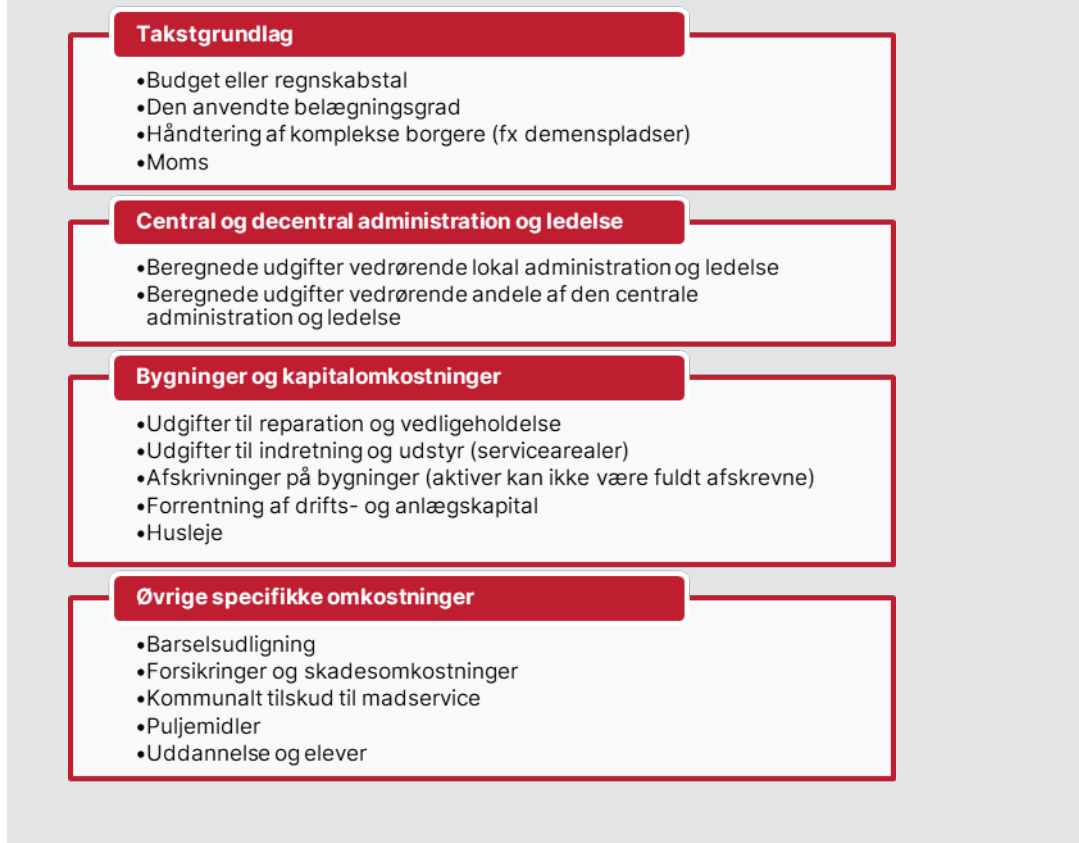 Takstgrundlag
•Budget eller regnskabstal
•Den anvendte belægningsgrad
•Håndtering af komplekse borgere (fx demenspladser)
•Moms
Central og decentral administration og ledelse
•Beregnede udgifter vedrørende lokal administration og ledelse
•Beregnede udgifter vedrørende andele af den centrale
administration og ledelse
Bygninger og kapitalomkostninger
•Udgifter til reparation og vedligeholdelse
•Udgifter til indretning og udstyr (servicearealer)
•Afskrivninger på bygninger (aktiver kan ikke være fuldt afskrevne)
•Forrentning af drifts- og anlægskapital
•Husleje
Øvrige specifikke omkostninger
•Barselsudligning
•Forsikringer og skadesomkostninger
•Kommunalt tilskud til madservice
•Puljemidler
•Uddannelse og elever